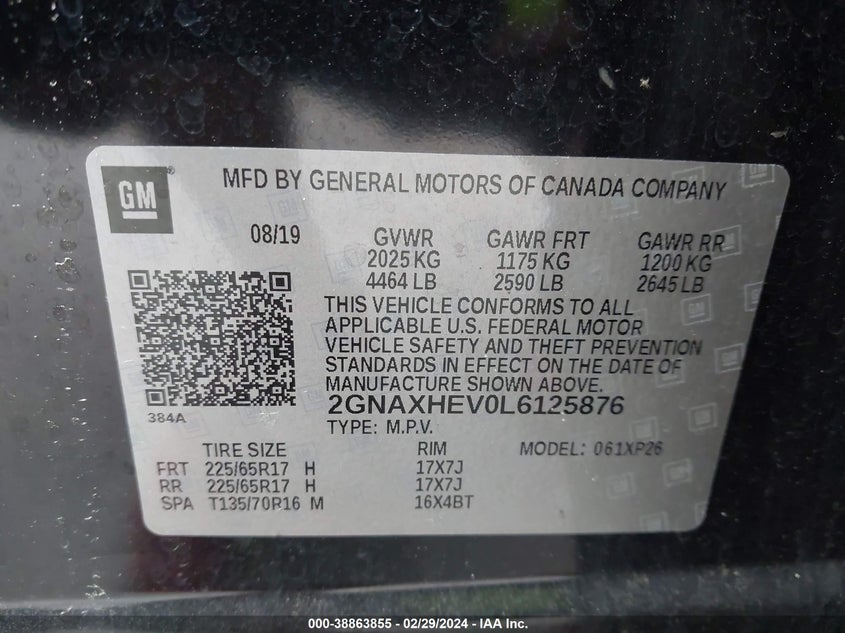 GM
MFD BY GENERAL MOTORS OF CANADA COMPANY
08/19 GVWR GAWR FRT GAWR RR
2025 KG 1175 KG 1200 KG
4464 LB 2590 LB 2645 LB
THIS VEHICLE CONFORMS TO ALL
APPLICABLE U.S. FEDERAL MOTOR
VEHICLE SAFETY AND THEFT PREVENTION
STANDARDS IN EFFECT ON THE DATE OF
MANUFACTURE SHOWN ABOVE.
384A
2GNAXHEV0L6125876
TYPE: M.P.V.
TIRE SIZE RIM MODEL: 061XP26
FRT 225/65R17 H 17X7J
RR 225/65R17 H 17X7J
SPA T135/70R16 M 16X4BT
000-38863855 - 02/29/2024 - IAA Inc.